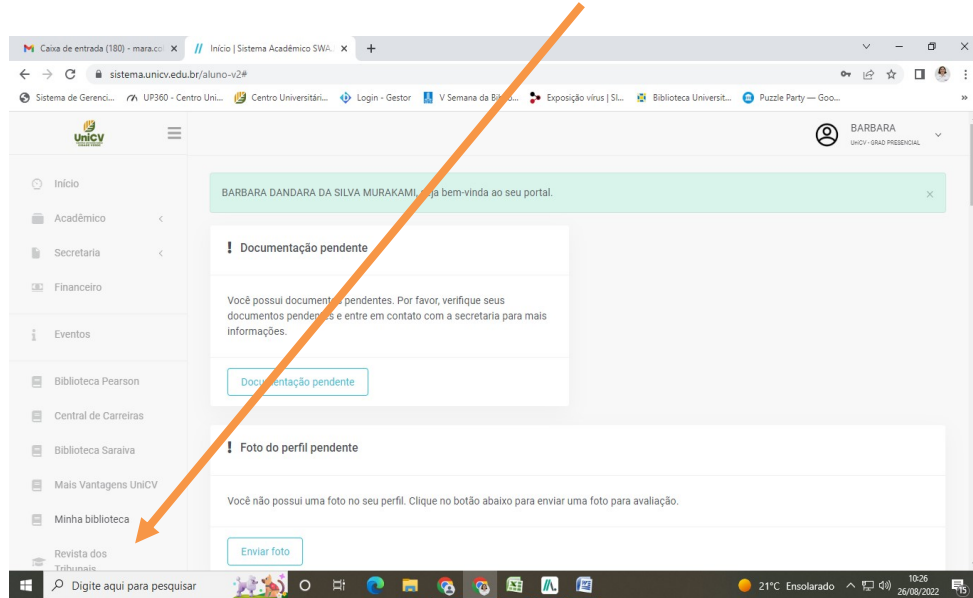 Caixa de entrada (180) - mara.col
Início | Sistema Acadêmico SWA.
sistema.unicv.edu.br/aluno-v2#
Sistema de Gerenci...
UP360 - Centro Uni...
Centro Universitári...
Login - Gestor
V Semana da Biblio...
Exposição vírus | Sl...
Biblioteca Universit...
Puzzle Party — Goo...
»
UniCV
BARBARA
UniCV - GRAD PRESENCIAL
Início
Acadêmico
Secretaria
Financeiro
Eventos
Biblioteca Pearson
Central de Carreiras
Biblioteca Saraiva
Mais Vantagens UniCV
Minha biblioteca
Revista dos
Tribunais
BARBARA DANDARA DA SILVA MURAKAMI, seja bem-vinda ao seu portal.
! Documentação pendente
Você possui documentos pendentes. Por favor, verifique seus
documentos pendentes e entre em contato com a secretaria para mais
informações.
Documentação pendente
! Foto do perfil pendente
Você não possui uma foto no seu perfil. Clique no botão abaixo para enviar uma foto para avaliação.
Enviar foto
Digite aqui para pesquisar
21°C Ensolarado
10:26
26/08/2022
15